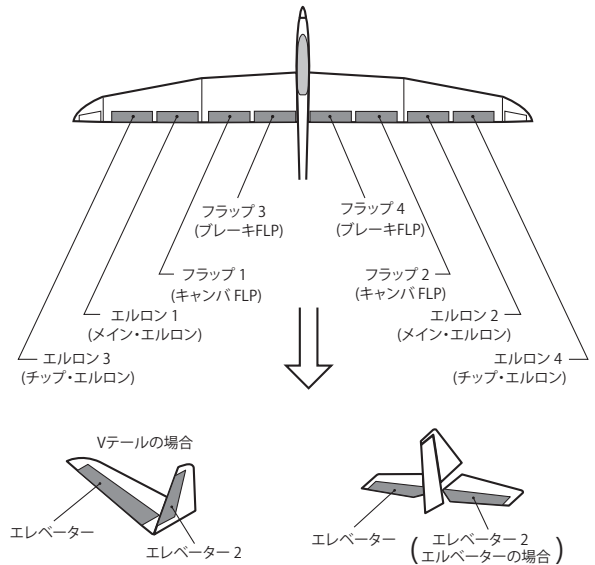 フラップ 3
(ブレーキFLP)
フラップ 4
(ブレーキFLP)
フラップ 1
(キャンバ FLP)
フラップ 2
(キャンバ FLP)
エルロン 1
(メイン・エルロン)
エルロン 2
(メイン・エルロン)
エルロン 3
(チップ・エルロン)
エルロン 4
(チップ・エルロン)
Vテールの場合
エレベーター
エレベーター 2
エレベーター
(エレベーター 2
エルベーターの場合)